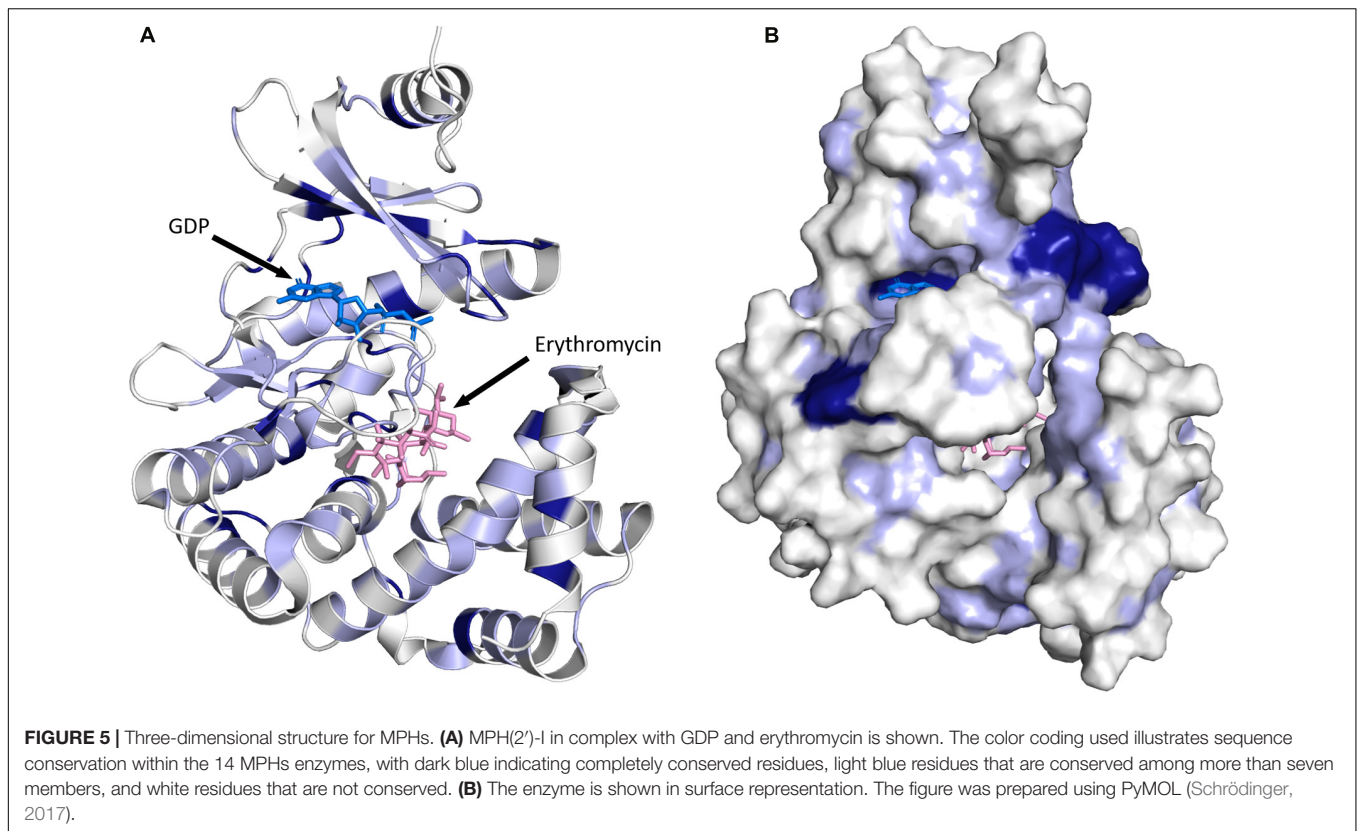 A
B
GDP
Erythromycin
FIGURE 5 | Three-dimensional structure for MPHs. (A) MPH(2′)-I in complex with GDP and erythromycin is shown. The color coding used illustrates sequence
conservation within the 14 MPHs enzymes, with dark blue indicating completely conserved residues, light blue residues that are conserved among more than seven
members, and white residues that are not conserved. (B) The enzyme is shown in surface representation. The figure was prepared using PyMOL (Schrödinger,
2017).